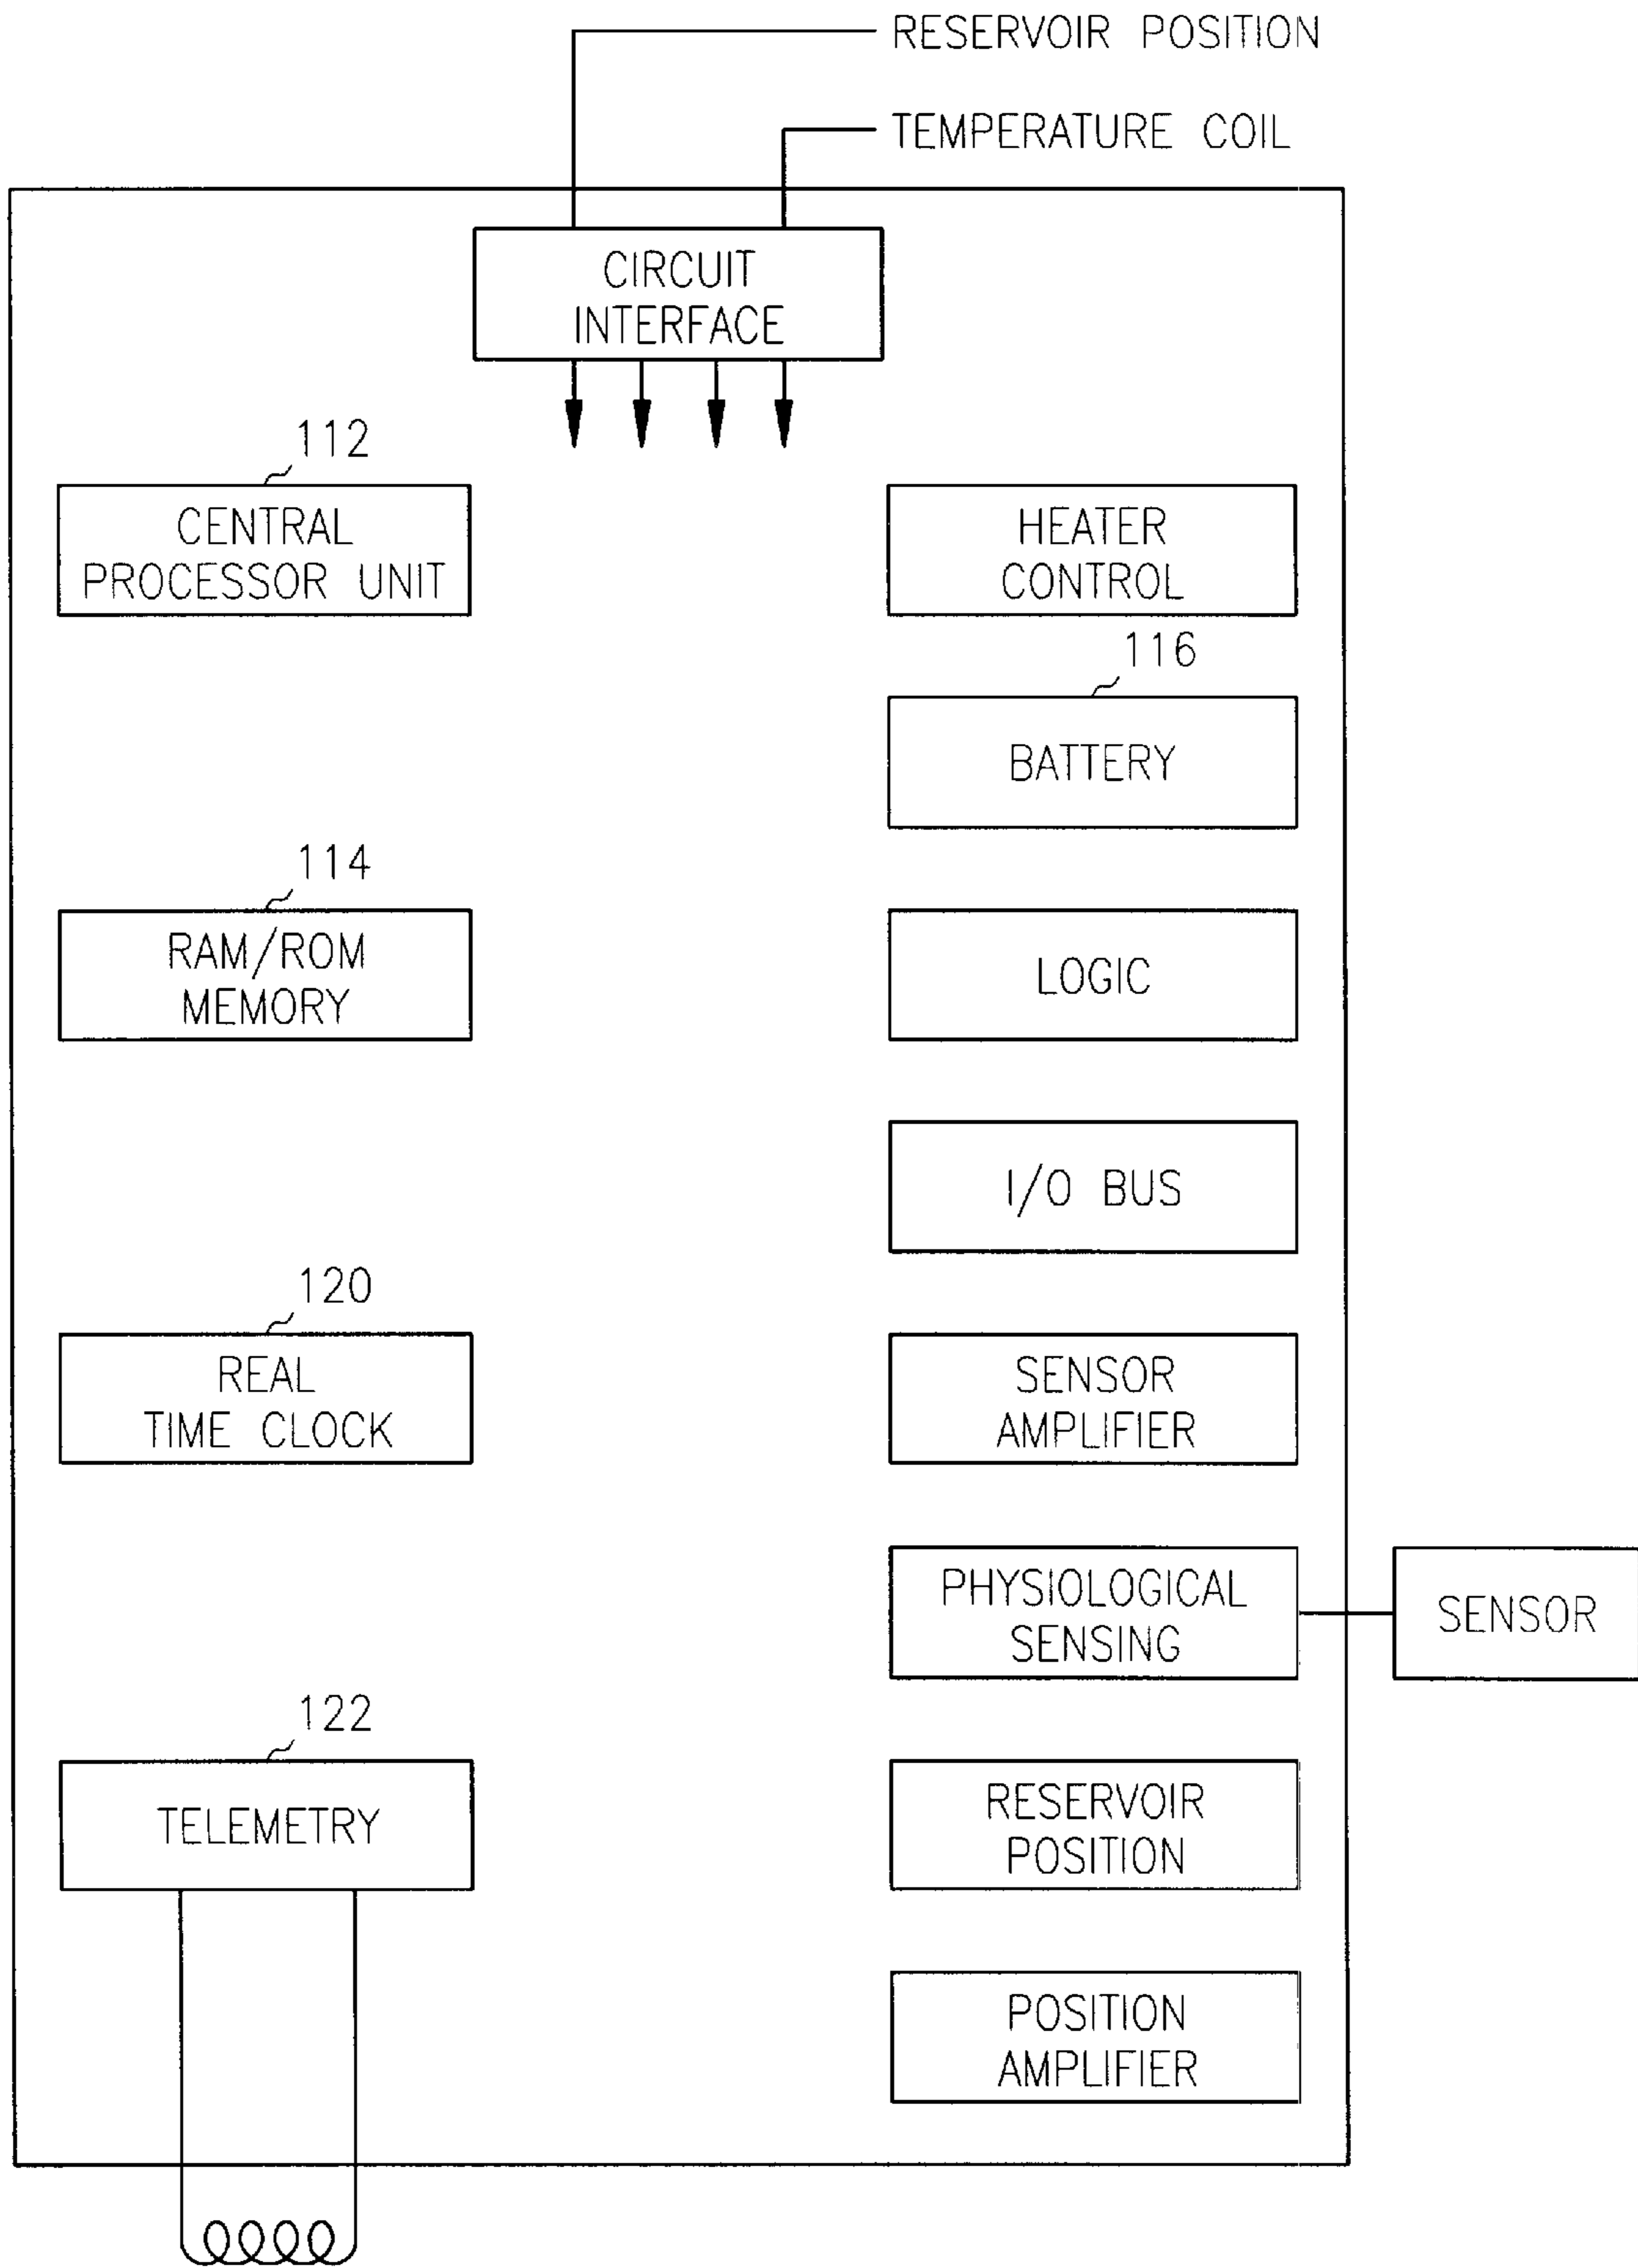 RESERVOIR POSITION
TEMPERATURE COIL
CIRCUIT
INTERFACE
112
CENTRAL
PROCESSOR UNIT
HEATER
CONTROL
116
BATTERY
114
RAM/ROM
MEMORY
LOGIC
I/O BUS
120
REAL
TIME CLOCK
SENSOR
AMPLIFIER
PHYSIOLOGICAL
SENSING
SENSOR
122
TELEMETRY
RESERVOIR
POSITION
POSITION
AMPLIFIER